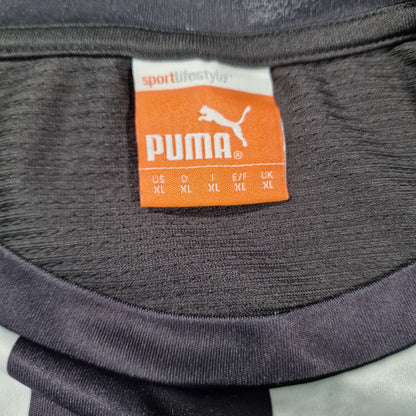 sportlifestyle
PUMA®
US D I E/F UK
XL XL XL XL XL